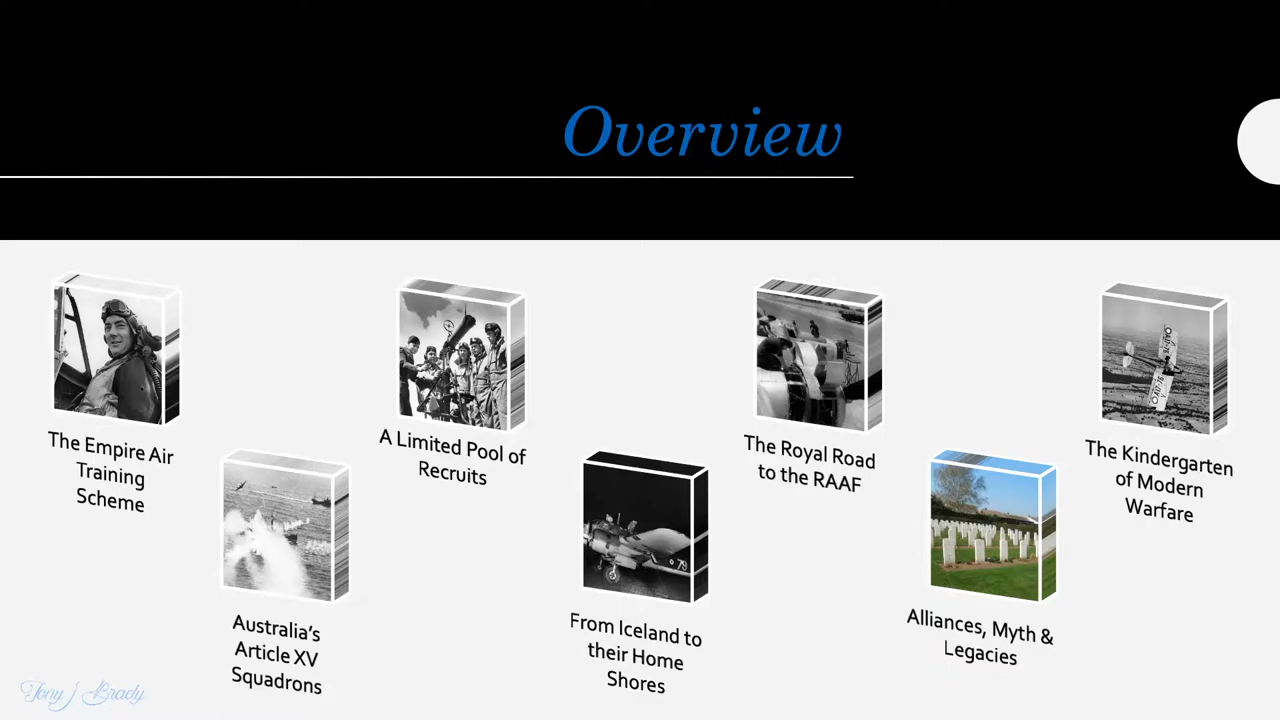 Overview
The Empire Air
Training
Scheme
Australia's
Article XV
Squadrons
A Limited Pool of
Recruits
From Iceland to
their Home
Shores
The Royal Road
to the RAAF
Alliances, Myth &
Legacies
The Kindergarten
of Modern
Warfare
79
Tony J Brady